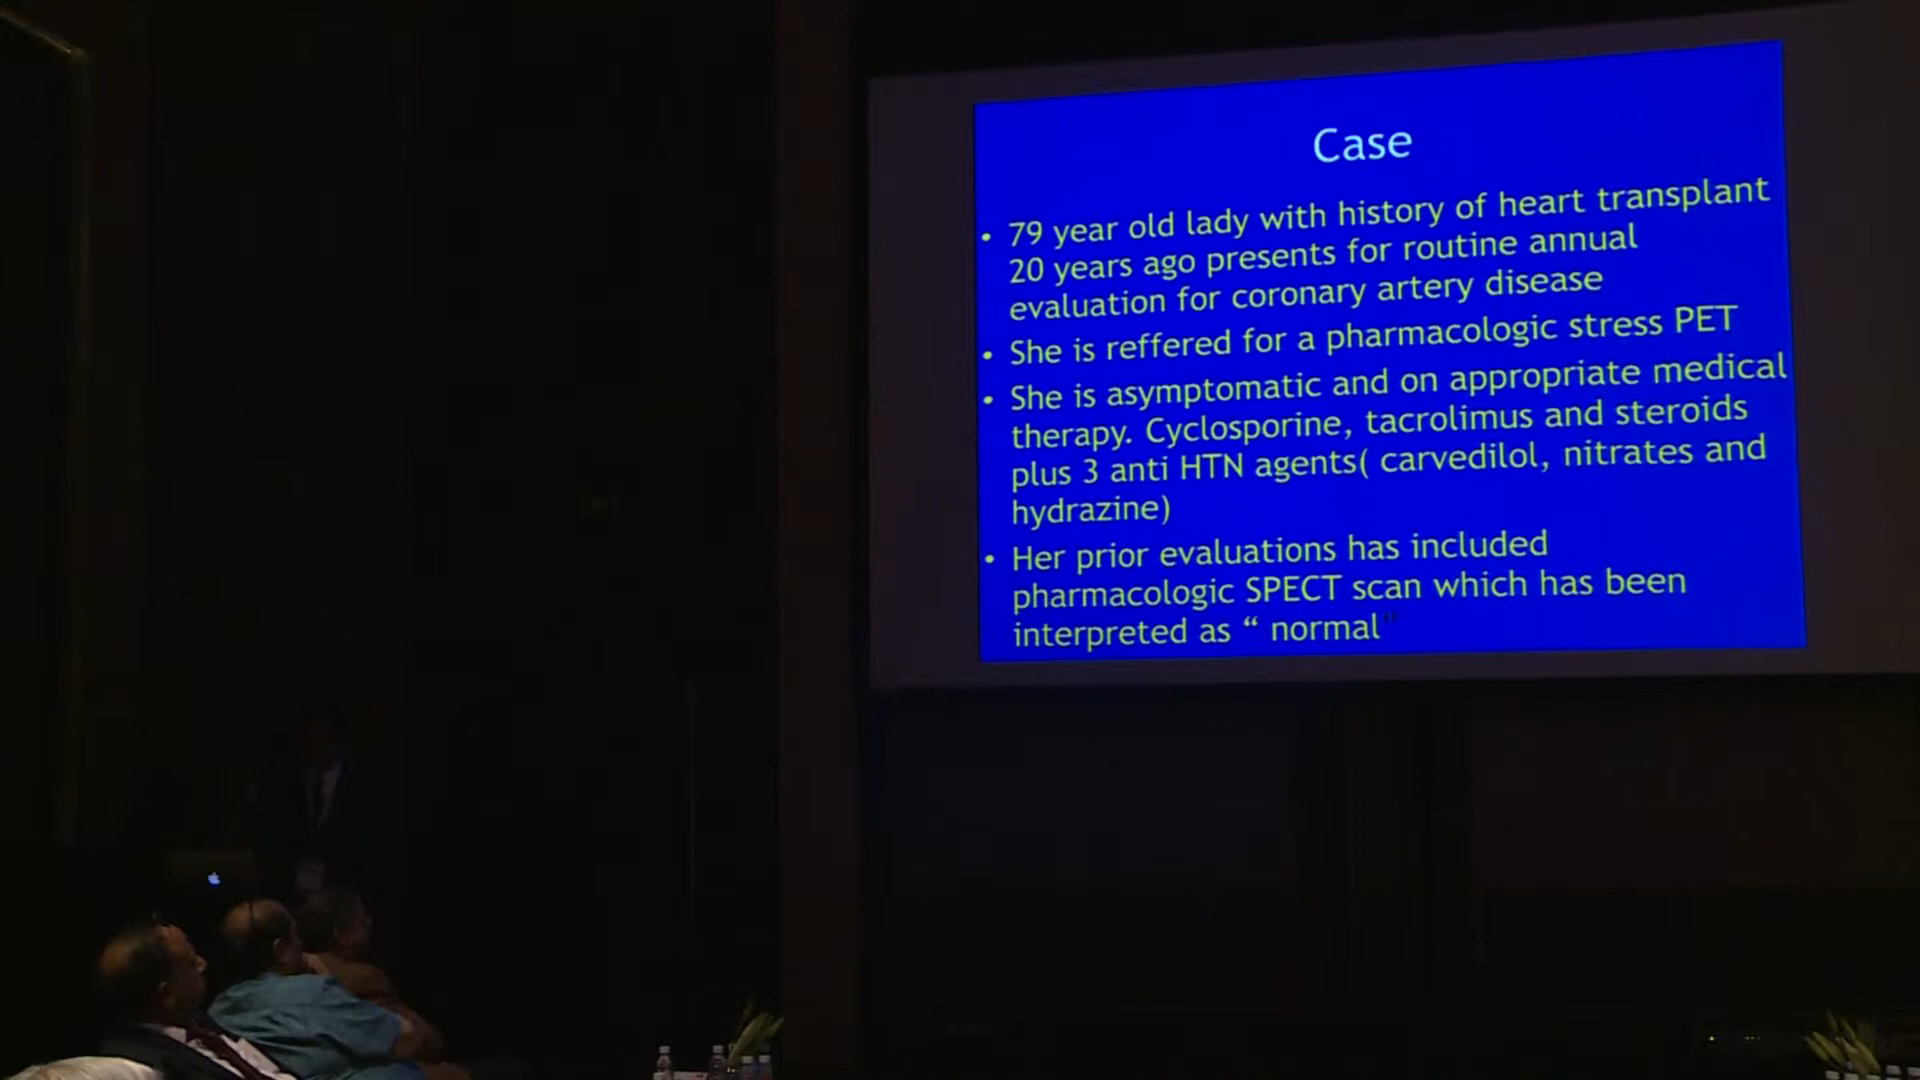 Case
• 79 year old lady with history of heart transplant
20 years ago presents for routine annual
evaluation for coronary artery disease
• She is reffered for a pharmacologic stress PET
• She is asymptomatic and on appropriate medical
therapy. Cyclosporine, tacrolimus and steroids
plus 3 anti HTN agents( carvedilol, nitrates and
hydrazine)
• Her prior evaluations has included
pharmacologic SPECT scan which has been
interpreted as “ normal"